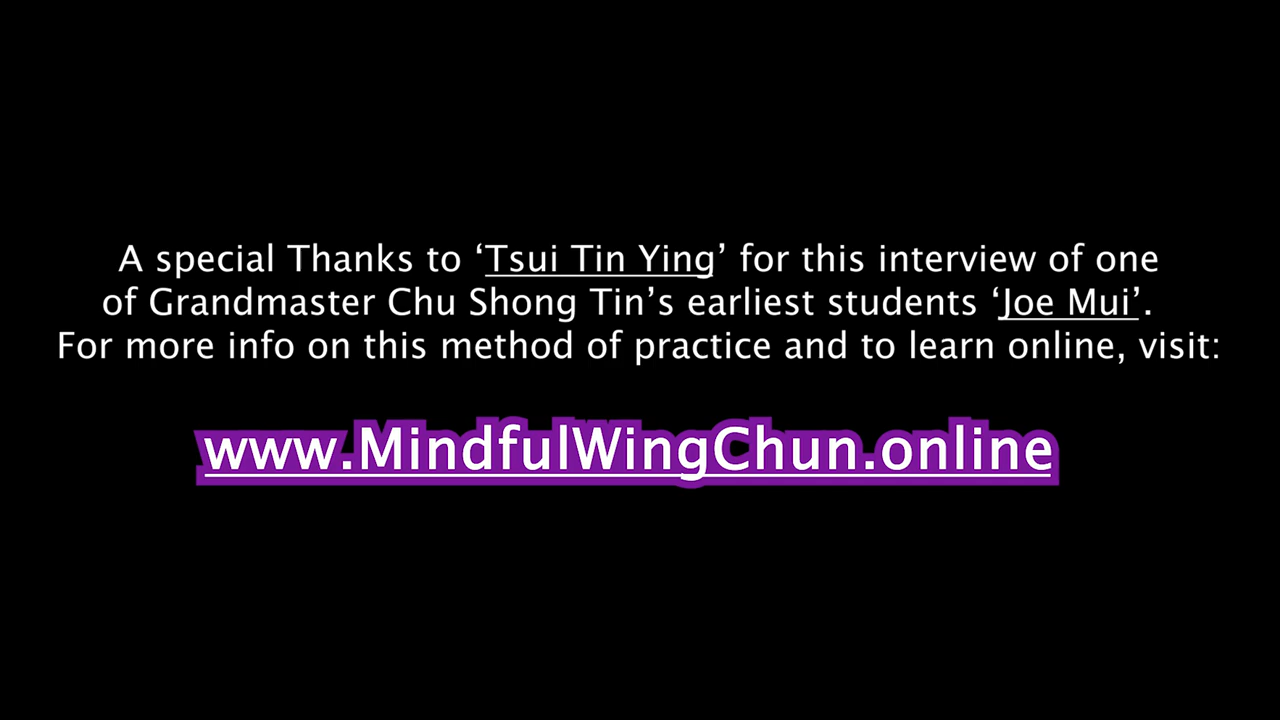 A special Thanks to ‘Tsui Tin Ying’ for this interview of one
of Grandmaster Chu Shong Tin’s earliest students ‘Joe Mui’.
For more info on this method of practice and to learn online, visit:
www.MindfulWingChun.online